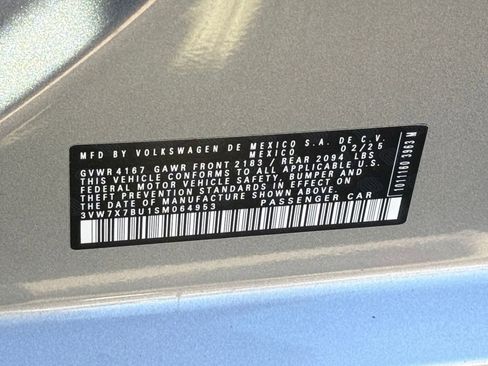 MFD BY VOLKSWAGEN DE MEXICO S.A. DE C.V.
MEXICO 02/25
GVWR 4167 GAWR FRONT 2183 / REAR 2094 LBS
THIS VEHICLE CONFORMS TO ALL APPLICABLE U.S.
FEDERAL MOTOR VEHICLE SAFETY, BUMPER AND
THEFT PREVENTION STANDARDS IN EFFECT ON
THE DATE OF MANUFACTURE SHOWN ABOVE.
3VW7X7BU1SM064953 PASSENGER CAR